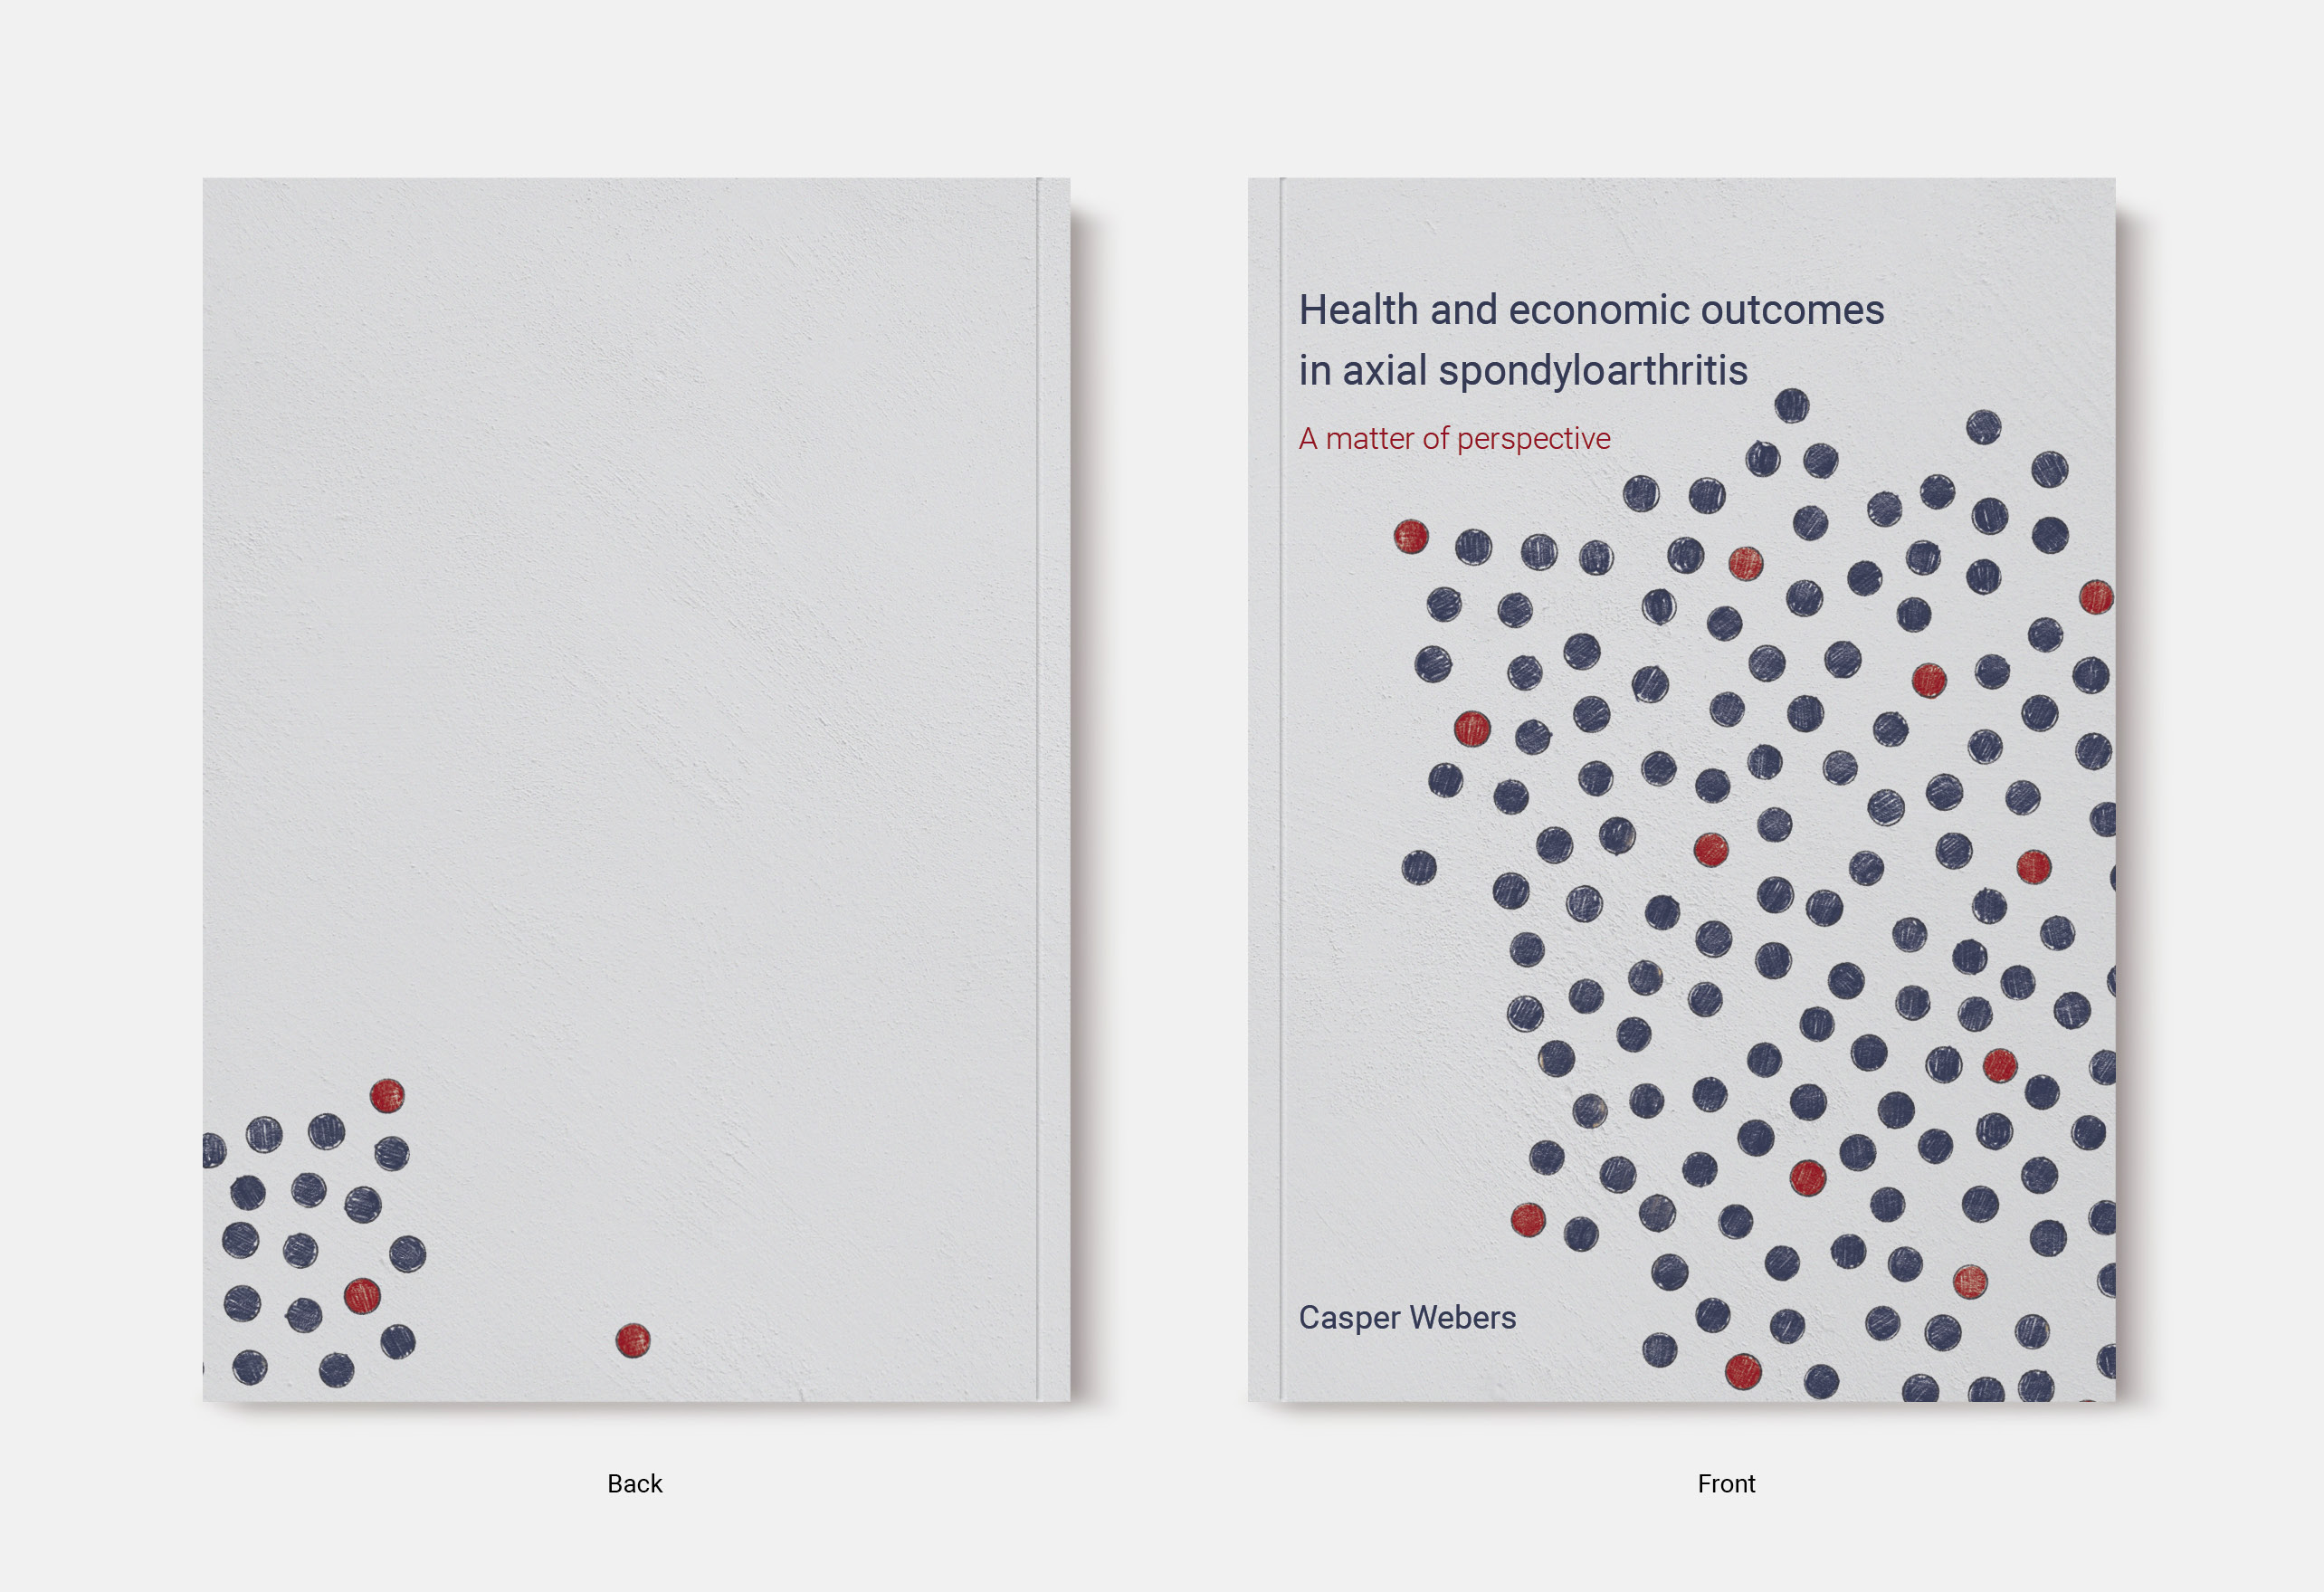 Health and economic outcomes
in axial spondyloarthritis
A matter of perspective
Casper Webers
Back
Front